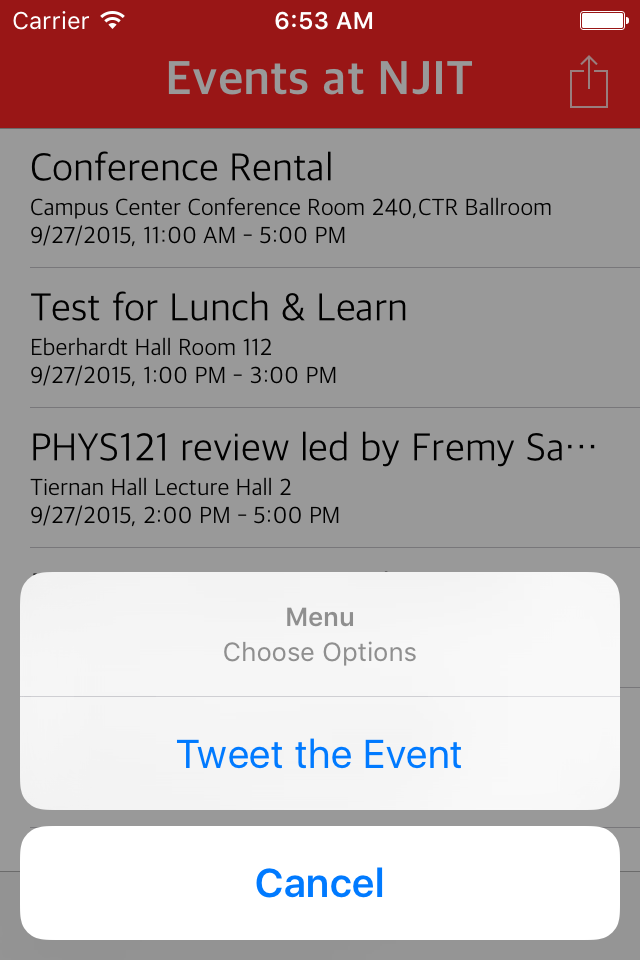 Carrier 6:53 AM
Events at NJIT
Conference Rental
Campus Center Conference Room 240,CTR Ballroom
9/27/2015, 11:00 AM - 5:00 PM
Test for Lunch & Learn
Eberhardt Hall Room 112
9/27/2015, 1:00 PM - 3:00 PM
PHYS121 review led by Fremy Sa...
Tiernan Hall Lecture Hall 2
9/27/2015, 2:00 PM - 5:00 PM
Menu
Choose Options
Tweet the Event
Cancel